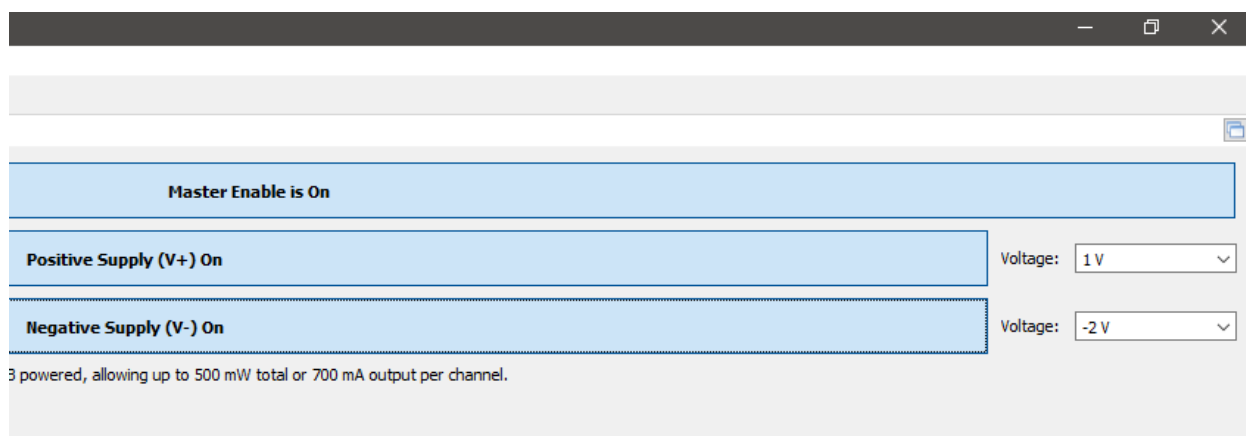 Master Enable is On
Positive Supply (V+) On Voltage: 1 V
Negative Supply (V-) On Voltage: -2 V
powered, allowing up to 500 mW total or 700 mA output per channel.